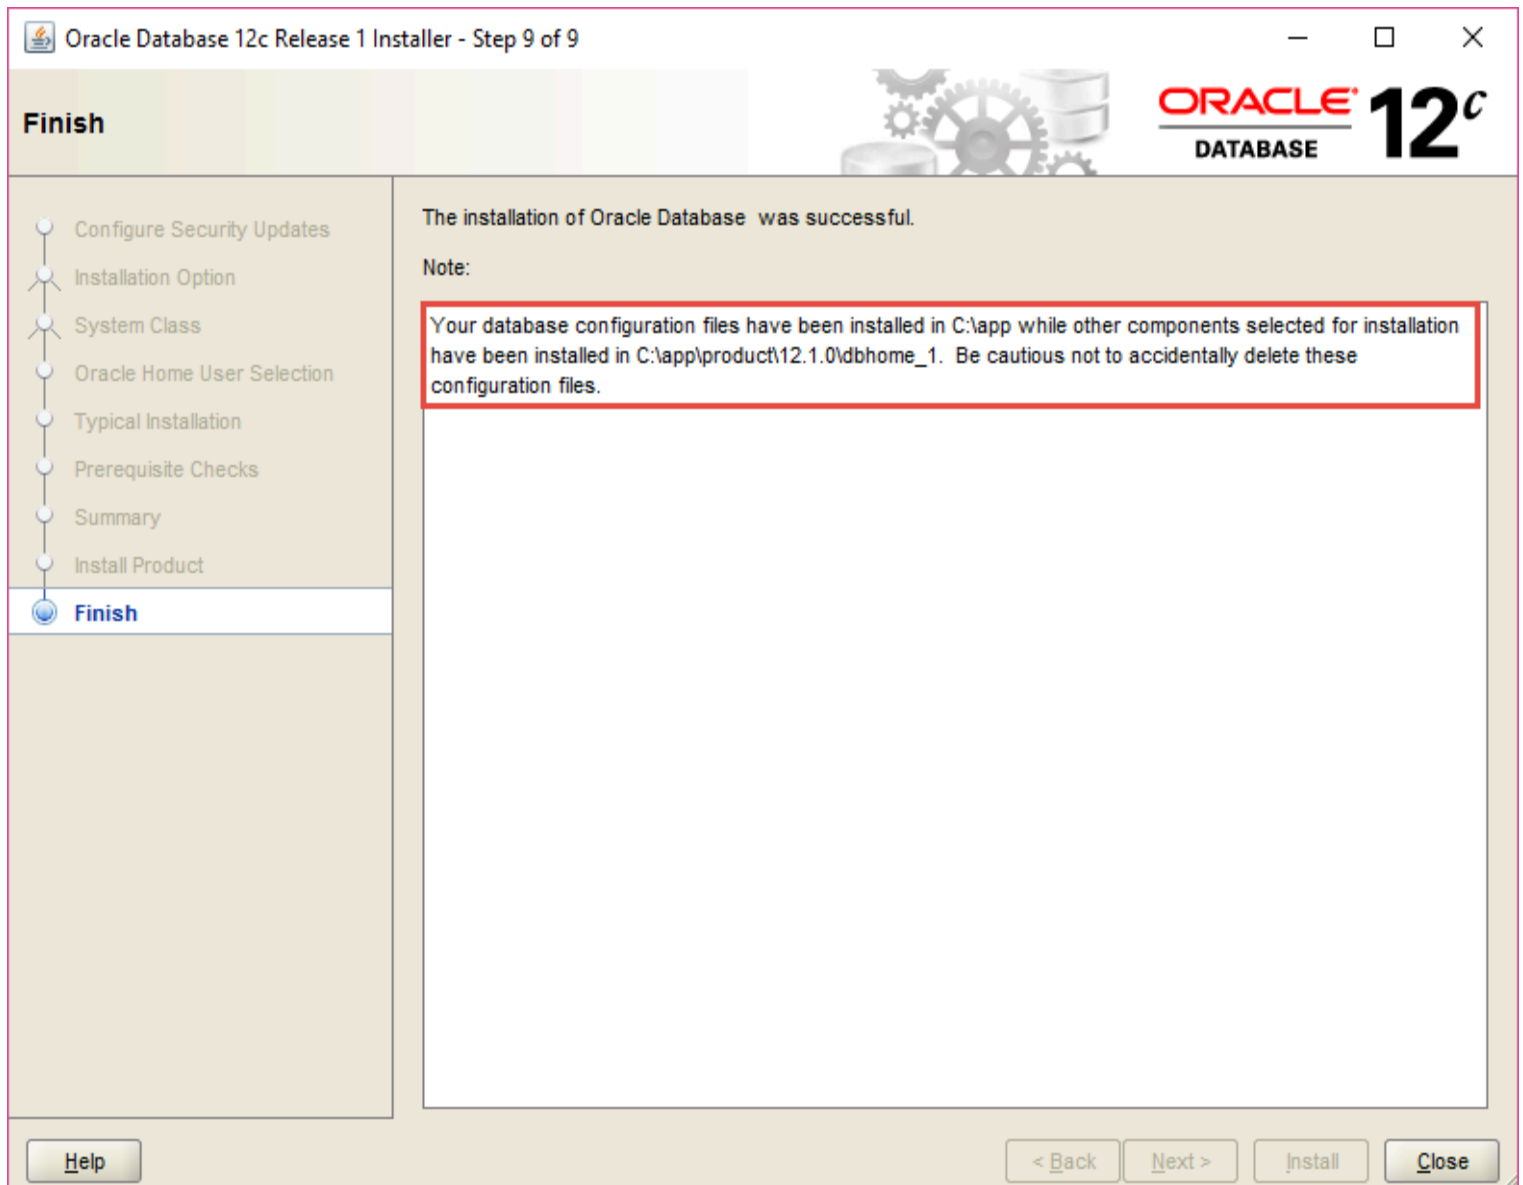 Oracle Database 12c Release 1 Installer - Step 9 of 9
Finish
ORACLE
DATABASE
12c
Configure Security Updates
Installation Option
System Class
Oracle Home User Selection
Typical Installation
Prerequisite Checks
Summary
Install Product
Finish
The installation of Oracle Database  was successful.
Note:
Your database configuration files have been installed in C:\app while other components selected for installation
have been installed in C:\app\product\12.1.0\dbhome_1.  Be cautious not to accidentally delete these
configuration files.
Help
< Back
Next >
Install
Close